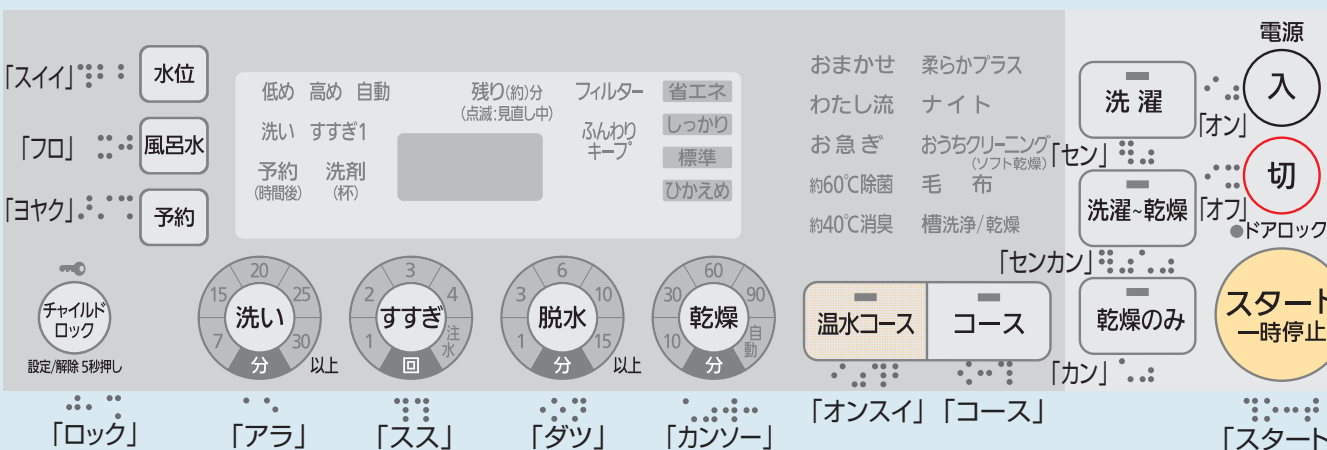 電源
「スイイ」 水位
低め 高め 自動
残り(約)分
(点滅:見直し中)
フィルター
省エネ
おまかせ 柔らかプラス
洗濯
入
「オン」
わたし流 ナイト
「フロ」 風呂水
洗い すすぎ1
ふんわり
キープ
しっかり
標準
ひかえめ
お急ぎ おうちクリーニング
(ソフト乾燥)
「セン」
予約
(時間後)
洗剤
(杯)
約60℃除菌 毛布
切
「ヨヤク」 予約
洗濯~乾燥
「オフ」
約40℃消臭 槽洗浄/乾燥
ドアロック
「センカン」
チャイルド
ロック
設定/解除 5秒押し
20
15 25
洗い
7 30
分 以上
3
2 4
すすぎ
1 注水
回
6
3 10
脱水
1 15
分 以上
60
30 90
乾燥
10 自動
分
温水コース コース
乾燥のみ
スタート
一時停止
「カン」
「ロック」 「アラ」 「スス」 「ダツ」 「カンソー」 「オンスイ」 「コース」 「スタート